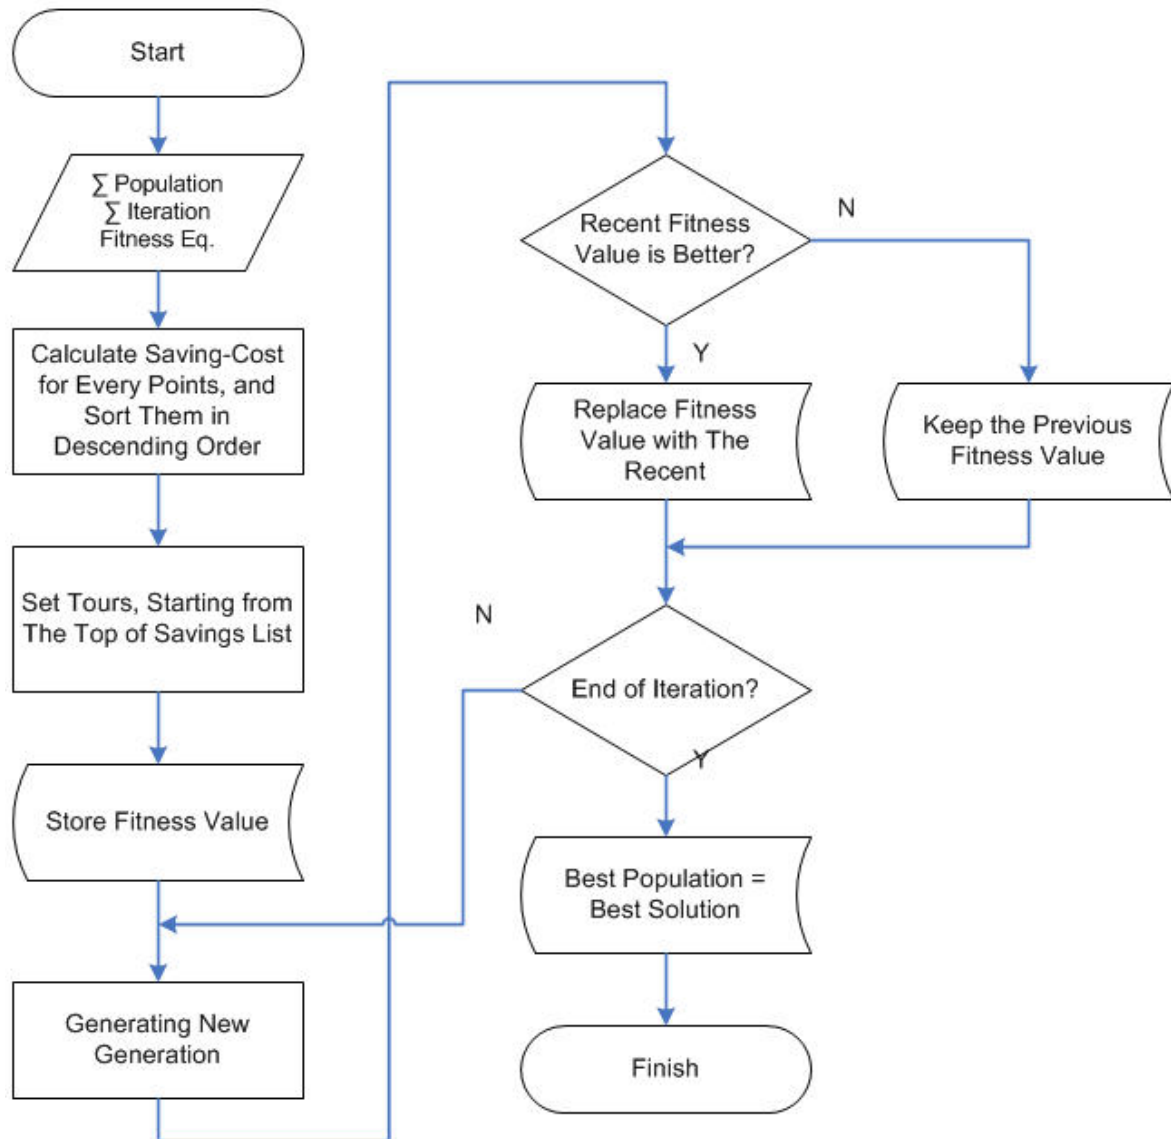 Start
∑ Population
∑ Iteration
Fitness Eq.
Calculate Saving-Cost
for Every Points, and
Sort Them in
Descending Order
Set Tours, Starting from
The Top of Savings List
Store Fitness Value
Generating New
Generation
Recent Fitness
Value is Better?
N
Y
Replace Fitness
Value with The
Recent
Keep the Previous
Fitness Value
End of Iteration?
N
Y
Best Population =
Best Solution
Finish